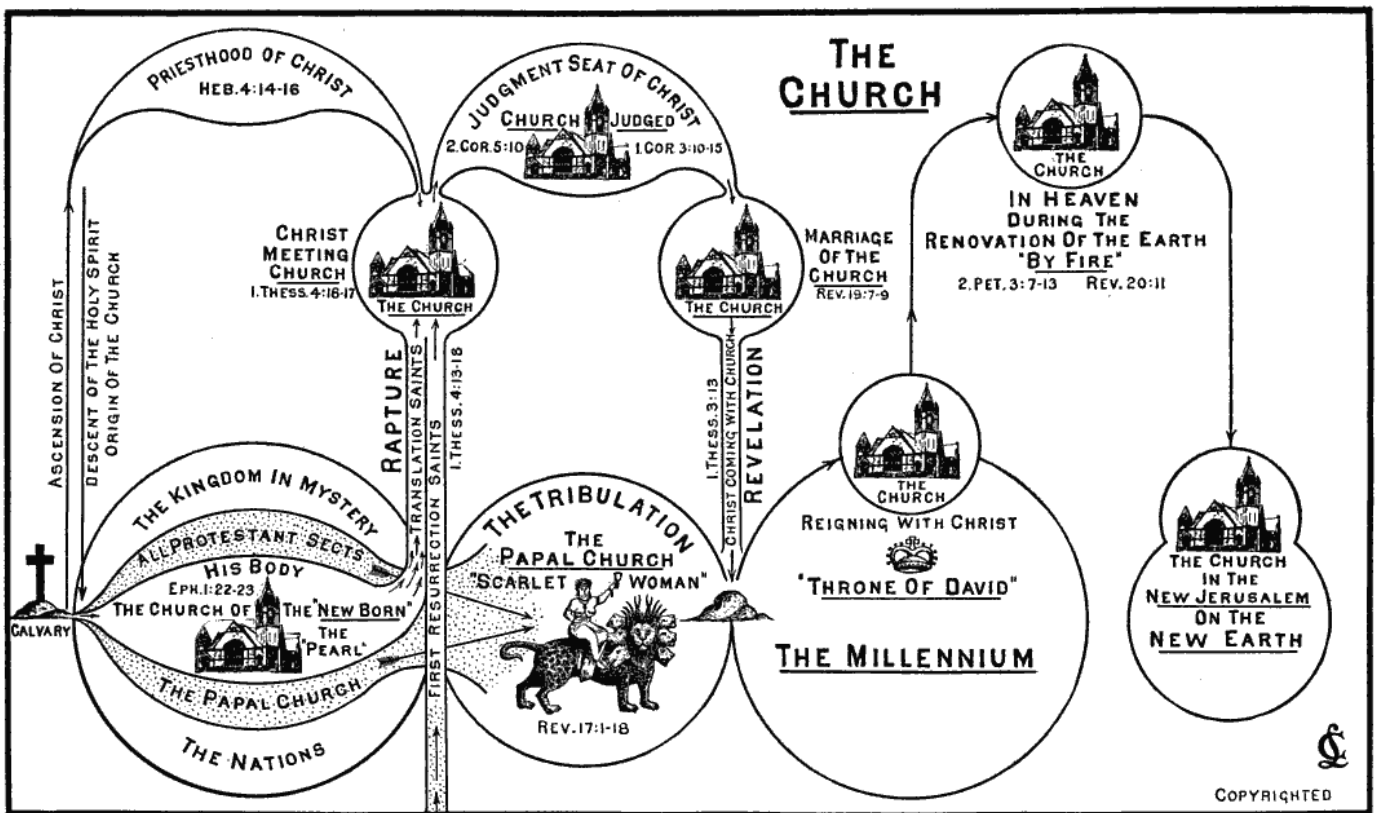 THE
CHURCH
PRIESTHOOD OF CHRIST
HEB. 4:14-16
JUDGMENT SEAT OF CHRIST
CHURCH JUDGED
2.COR.5:10 1.COR 3:10-15
ASCENSION OF CHRIST
DESCENT OF THE HOLY SPIRIT
ORIGIN OF THE CHURCH
CHRIST
MEETING
CHURCH
1.THESS.4:16-17
THE CHURCH
RAPTURE
TRANSLATION SAINTS
FIRST RESURRECTION SAINTS
1.THESS.4:13-18
THE CHURCH
MARRIAGE
OF THE
CHURCH
REV.19:7-9
1.THESS.3:13
CHRIST COMING WITH CHURCH
REVELATION
THE
CHURCH
IN HEAVEN
DURING THE
RENOVATION OF THE EARTH
"BY FIRE"
2.PET.3:7-13 REV.20:11
CALVARY
THE KINGDOM IN MYSTERY
ALL PROTESTANT SECTS
HIS BODY
EPH.1:22-23
THE CHURCH OF THE "NEW BORN"
THE
"PEARL"
THE PAPAL CHURCH
THE NATIONS
THE TRIBULATION
THE
PAPAL CHURCH
"SCARLET WOMAN"
REV.17:1-18
THE
CHURCH
REIGNING WITH CHRIST
"THRONE OF DAVID"
THE MILLENNIUM
THE CHURCH
IN THE
NEW JERUSALEM
ON THE
NEW EARTH
COPYRIGHTED